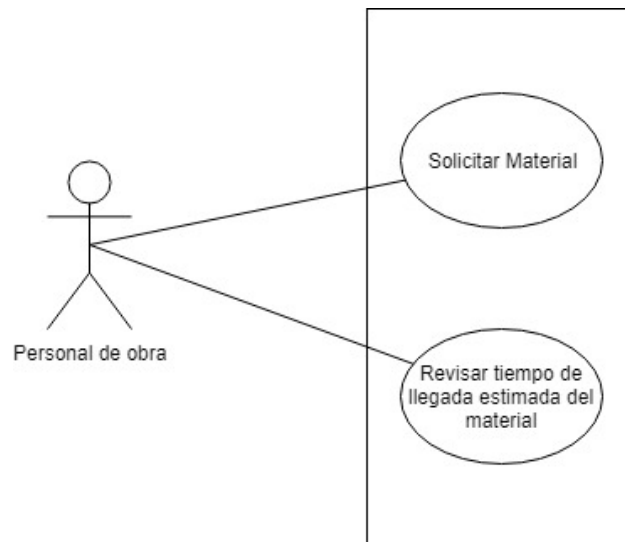 Solicitar Material
Personal de obra
Revisar tiempo de
llegada estimada del
material